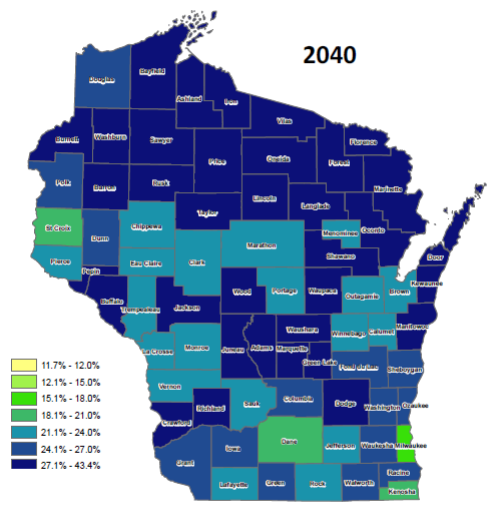 2040
Douglas
Bayfield
Ashland
Iron
Vilas
Florence
Burnett
Washburn
Sawyer
Price
Oneida
Forest
Marinette
Polk
Barron
Rusk
Lincoln
Langlade
Taylor
Oconto
St Croix
Dunn
Chippewa
Clark
Marathon
Menominee
Shawano
Door
Pierce
Pepin
Eau Claire
Kewaunee
Buffalo
Trempealeau
Jackson
Wood
Portage
Waupaca
Outagamie
Brown
Manitowoc
Waushara
Winnebago
Calumet
La Crosse
Monroe
Juneau
Adams
Marquette
Green Lake
Fond du Lac
Sheboygan
Vernon
Crawford
Richland
Sauk
Columbia
Dodge
Washington
Ozaukee
Grant
Iowa
Dane
Jefferson
Waukesha
Milwaukee
Lafayette
Green
Rock
Walworth
Racine
Kenosha
11.7% - 12.0%
12.1% - 15.0%
15.1% - 18.0%
18.1% - 21.0%
21.1% - 24.0%
24.1% - 27.0%
27.1% - 43.4%